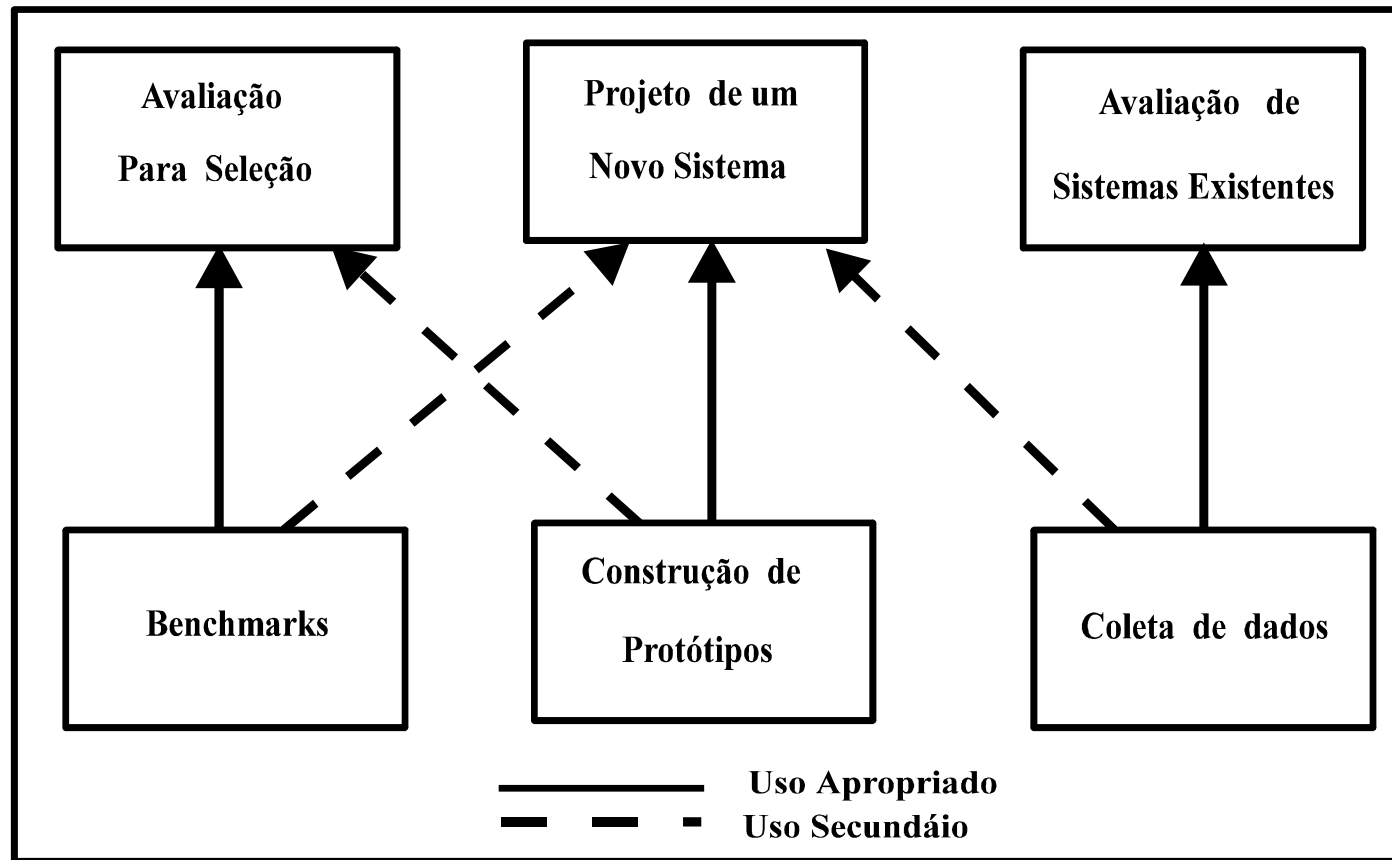 Avaliação
Para Seleção
Projeto de um
Novo Sistema
Avaliação de
Sistemas Existentes
Benchmarks
Construção de
Protótipos
Coleta de dados
Uso Apropriado
Uso Secundáio